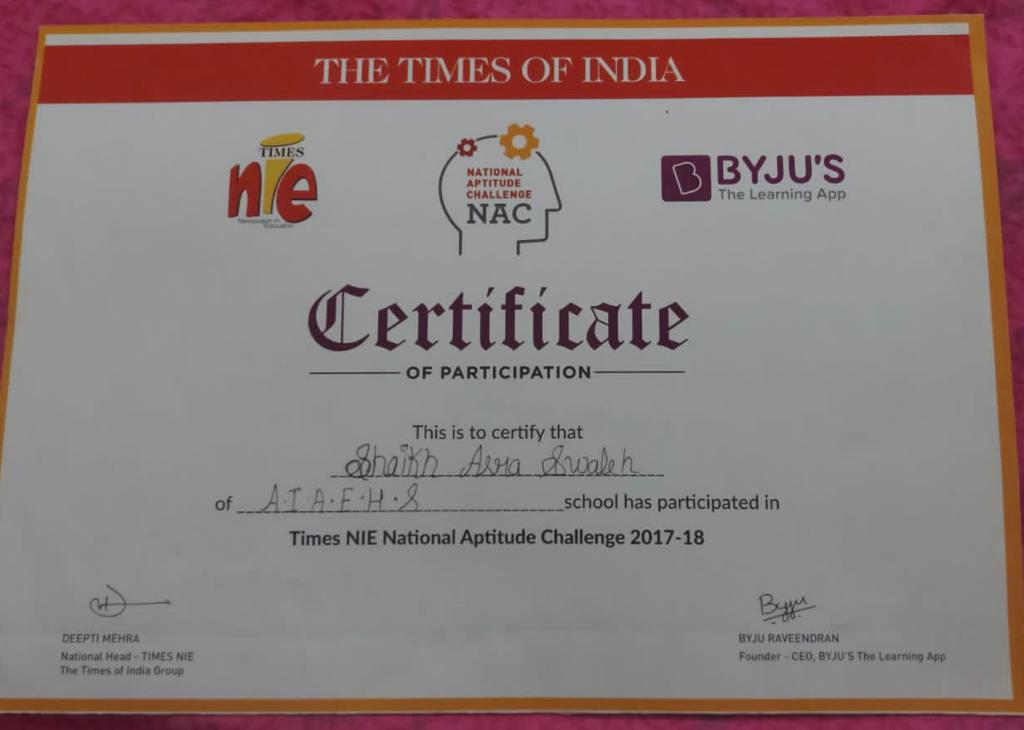 THE TIMES OF INDIA
TIMES
nie
Newspaper in
Education
NATIONAL
APTITUDE
CHALLENGE
NAC
B BYJU'S
The Learning App
Certificate
OF PARTICIPATION
This is to certify that
Shaikh Asra Swaleh
of A.I.A.E.H.S school has participated in
Times NIE National Aptitude Challenge 2017-18
DEEPTI MEHRA
National Head - TIMES NIE
The Times of India Group
Byju
BYJU RAVEENDRAN
Founder - CEO, BYJU'S The Learning App